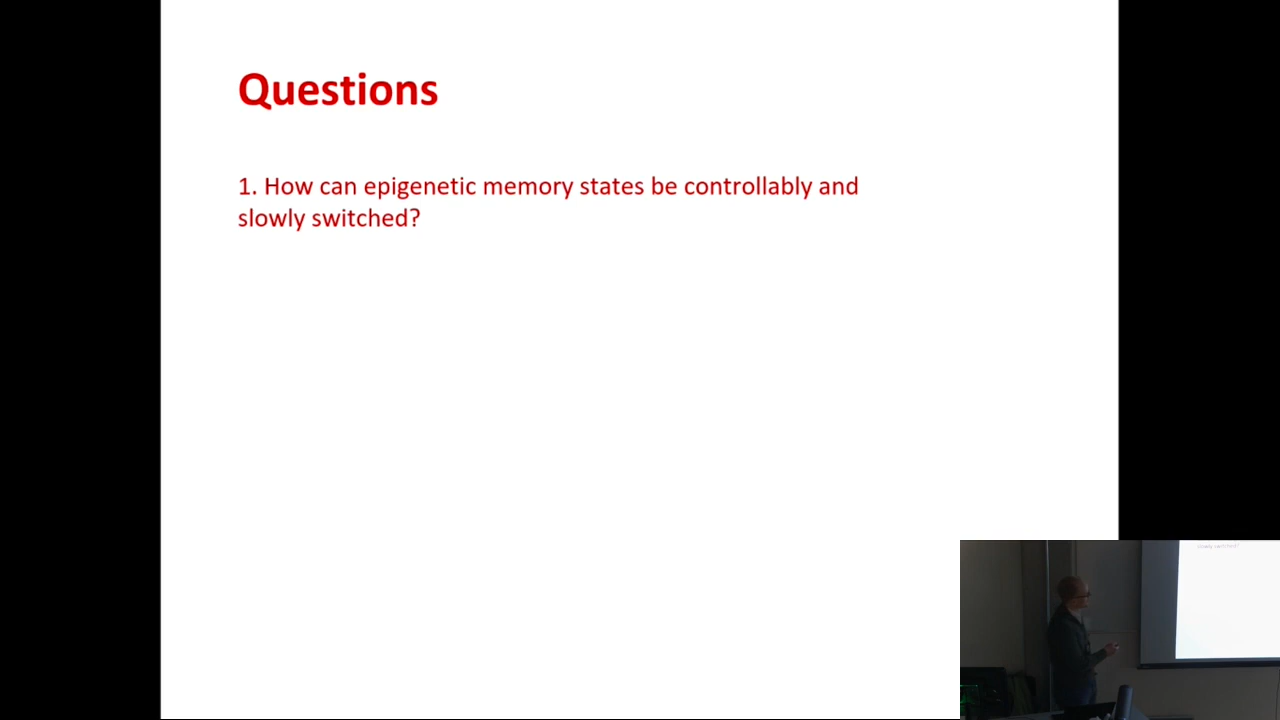 Questions
1. How can epigenetic memory states be controllably and
slowly switched?